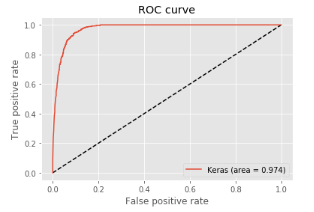 ROC curve
1.0
0.8
0.6
0.4
0.2
0.0
True positive rate
Keras (area = 0.974)
0.0 0.2 0.4 0.6 0.8 1.0
False positive rate